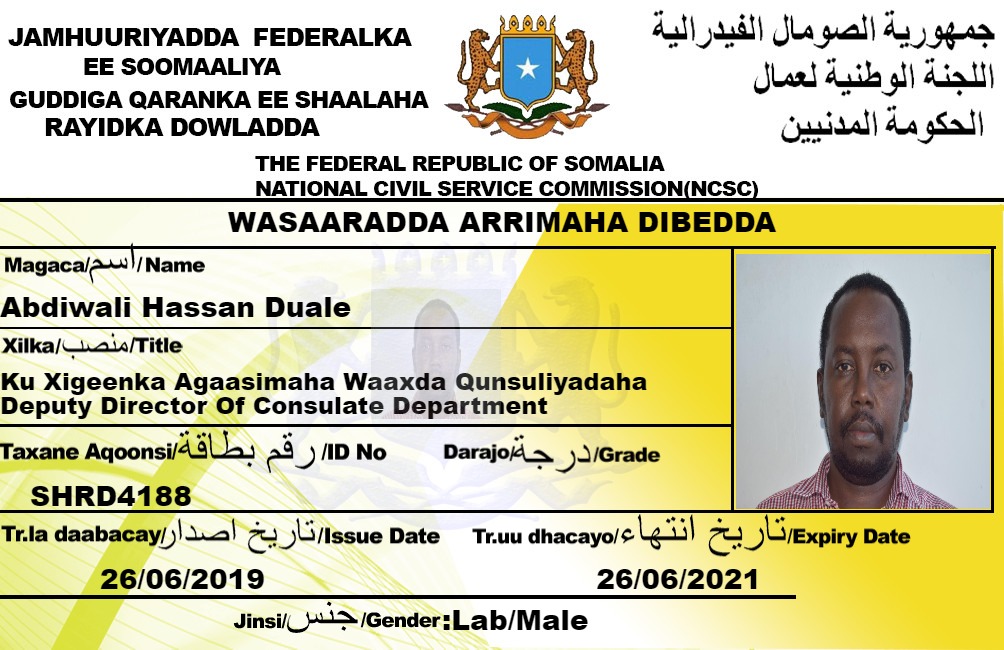 JAMHUURIYADDA FEDERALKA
EE SOOMAALIYA
GUDDIGA QARANKA EE SHAALAHA
RAYIDKA DOWLADDA
جمهورية الصومال الفيدرالية
اللجنة الوطنية لعمال
الحكومة المدنيين
THE FEDERAL REPUBLIC OF SOMALIA
NATIONAL CIVIL SERVICE COMMISSION(NCSC)
WASAARADDA ARRIMAHA DIBEDDA
Magaca/اسم/Name
Abdiwali Hassan Duale
Xilka/منصب/Title
Ku Xigeenka Agaasimaha Waaxda Qunsuliyadaha
Deputy Director Of Consulate Department
Taxane Aqoonsi/رقم بطاقة/ID No
Darajo/درجة/Grade
SHRD4188
Tr.la daabacay/تاريخ اصدار/Issue Date
Tr.uu dhacayo/تاريخ انتهاء/Expiry Date
26/06/2019
26/06/2021
Jinsi/جنس/Gender:Lab/Male